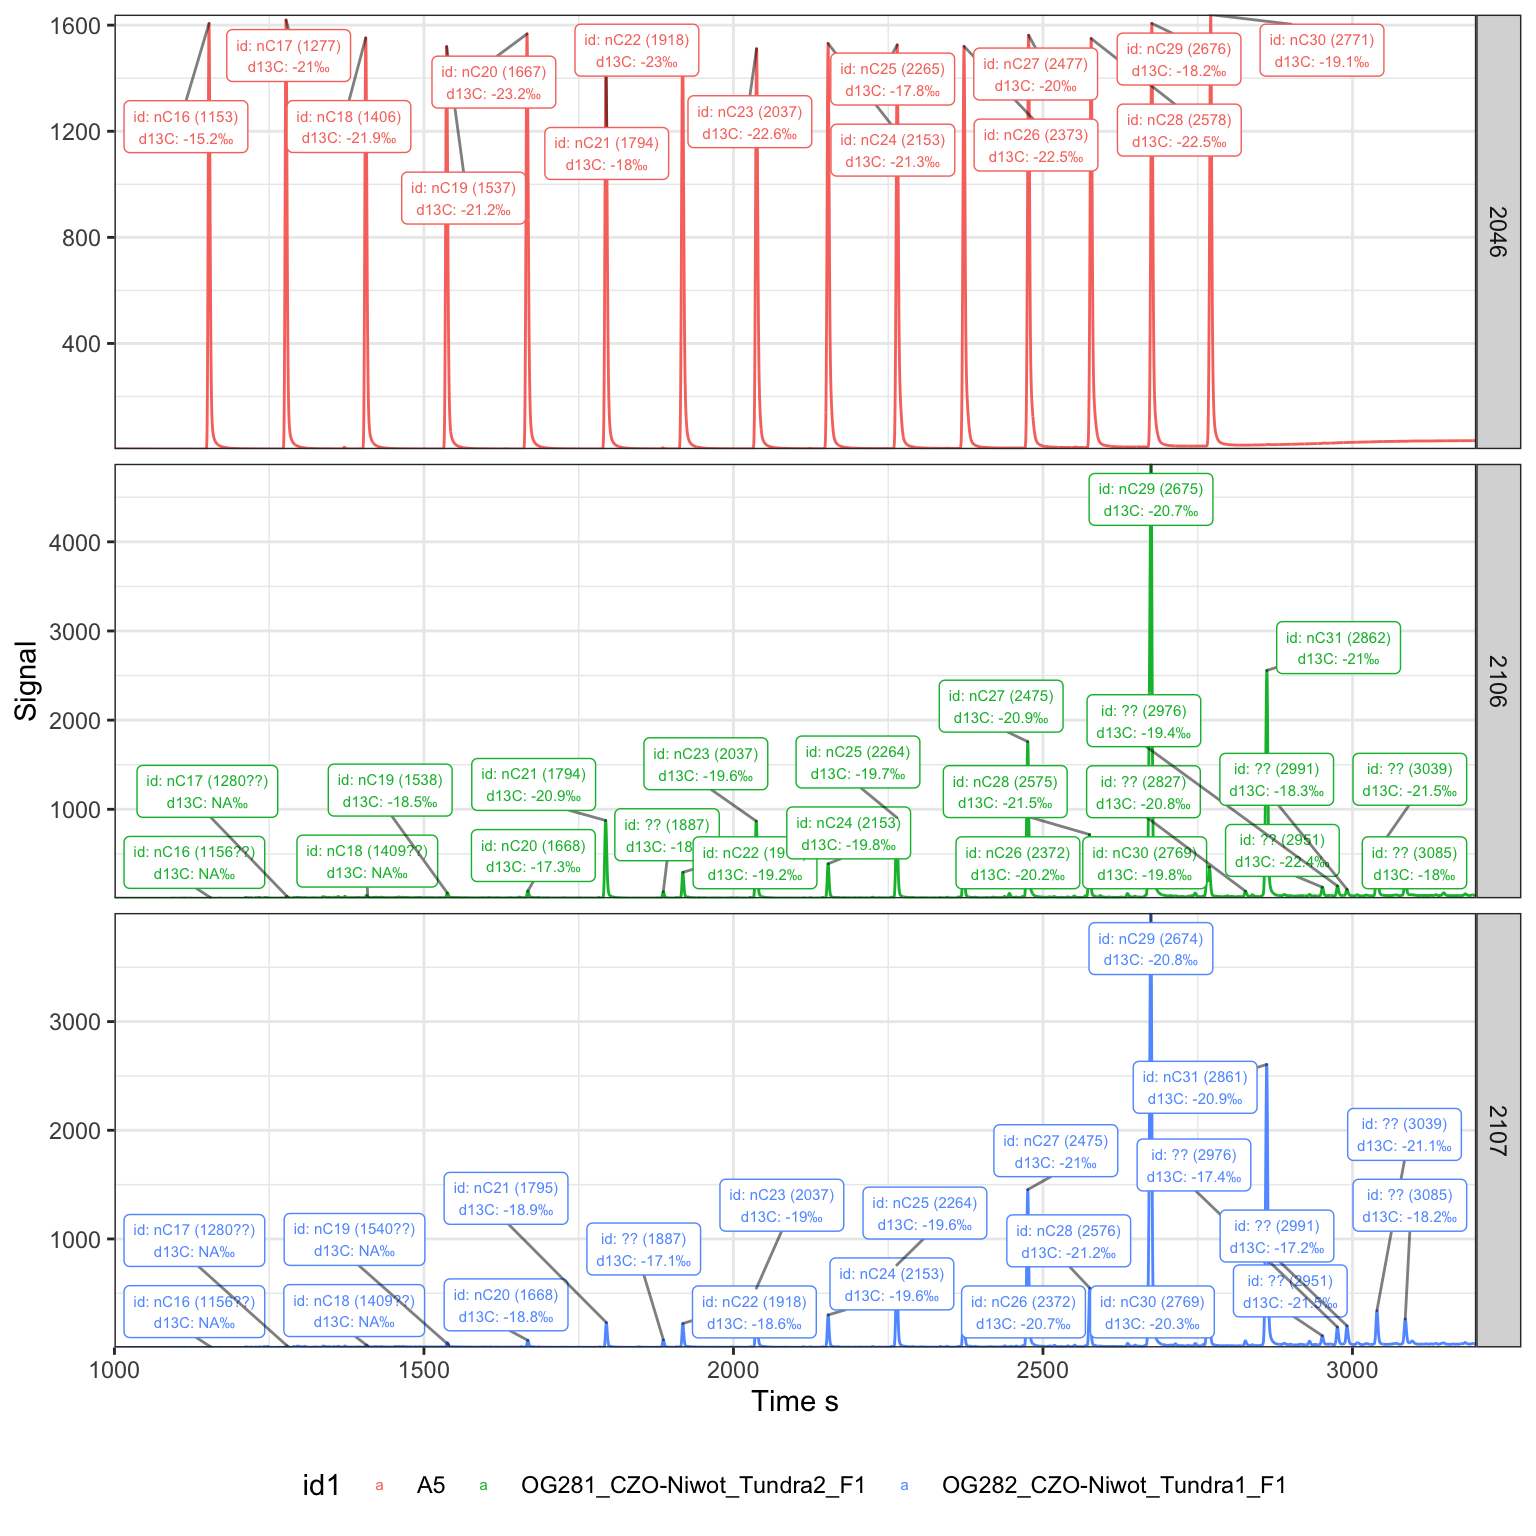 1600
1200
800
400
id: nC16 (1153)
d13C: -15.2‰
id: nC17 (1277)
d13C: -21‰
id: nC18 (1406)
d13C: -21.9‰
id: nC19 (1537)
d13C: -21.2‰
id: nC20 (1667)
d13C: -23.2‰
id: nC21 (1794)
d13C: -18‰
id: nC22 (1918)
d13C: -23‰
id: nC23 (2037)
d13C: -22.6‰
id: nC25 (2265)
d13C: -17.8‰
id: nC24 (2153)
d13C: -21.3‰
id: nC27 (2477)
d13C: -20‰
id: nC26 (2373)
d13C: -22.5‰
id: nC29 (2676)
d13C: -18.2‰
id: nC28 (2578)
d13C: -22.5‰
id: nC30 (2771)
d13C: -19.1‰
2046
Signal
4000
3000
2000
1000
id: nC17 (1280??)
d13C: NA‰
id: nC16 (1156??)
d13C: NA‰
id: nC19 (1538)
d13C: -18.5‰
id: nC18 (1409??)
d13C: NA‰
id: nC21 (1794)
d13C: -20.9‰
id: nC20 (1668)
d13C: -17.3‰
id: ?? (1887)
d13C: -18
id: nC23 (2037)
d13C: -19.6‰
id: nC22 (19
d13C: -19.2‰
id: nC25 (2264)
d13C: -19.7‰
id: nC24 (2153)
d13C: -19.8‰
id: nC27 (2475)
d13C: -20.9‰
id: nC28 (2575)
d13C: -21.5‰
id: nC26 (2372)
d13C: -20.2‰
id: nC29 (2675)
d13C: -20.7‰
id: ?? (2976)
d13C: -19.4‰
id: ?? (2827)
d13C: -20.8‰
id: nC30 (2769)
d13C: -19.8‰
id: nC31 (2862)
d13C: -21‰
id: ?? (2991)
d13C: -18.3‰
id: ?? (2951)
d13C: -22.4‰
id: ?? (3039)
d13C: -21.5‰
id: ?? (3085)
d13C: -18‰
2106
3000
2000
1000
id: nC17 (1280??)
d13C: NA‰
id: nC16 (1156??)
d13C: NA‰
id: nC19 (1540??)
d13C: NA‰
id: nC18 (1409??)
d13C: NA‰
id: nC21 (1795)
d13C: -18.9‰
id: nC20 (1668)
d13C: -18.8‰
id: ?? (1887)
d13C: -17.1‰
id: nC23 (2037)
d13C: -19‰
id: nC22 (1918)
d13C: -18.6‰
id: nC25 (2264)
d13C: -19.6‰
id: nC24 (2153)
d13C: -19.6‰
id: nC27 (2475)
d13C: -21‰
id: nC28 (2576)
d13C: -21.2‰
id: nC26 (2372)
d13C: -20.7‰
id: nC29 (2674)
d13C: -20.8‰
id: nC31 (2861)
d13C: -20.9‰
id: ?? (2976)
d13C: -17.4‰
id: nC30 (2769)
d13C: -20.3‰
id: ?? (2991)
d13C: -17.2‰
id: ?? (2951)
d13C: -21.5‰
id: ?? (3039)
d13C: -21.1‰
id: ?? (3085)
d13C: -18.2‰
2107
1000 1500 2000 2500 3000
Time s
id1 a A5 a OG281_CZO-Niwot_Tundra2_F1 a OG282_CZO-Niwot_Tundra1_F1